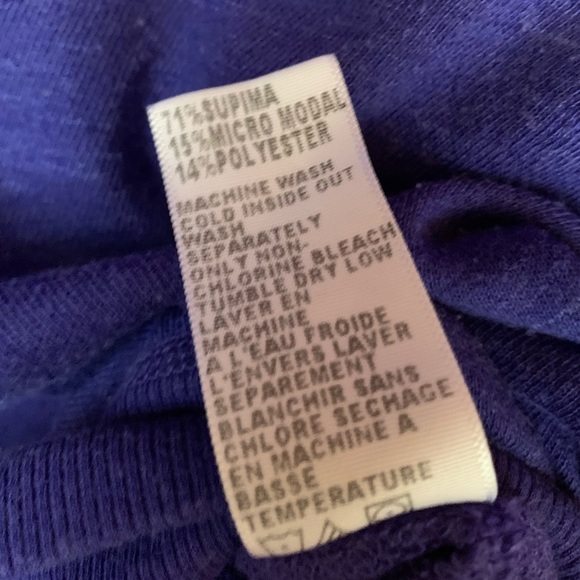 71%SUPIMA
15%MICRO MODAL
14%POLYESTER
MACHINE WASH
COLD INSIDE OUT
WASH
SEPARATELY
ONLY NON-
CHLORINE BLEACH
TUMBLE DRY LOW
LAVER EN
MACHINE
A L'EAU FROIDE
L'ENVERS LAVER
SEPAREMENT
BLANCHIR SANS
CHLORE SECHAGE
EN MACHINE A
BASSE
TEMPERATURE